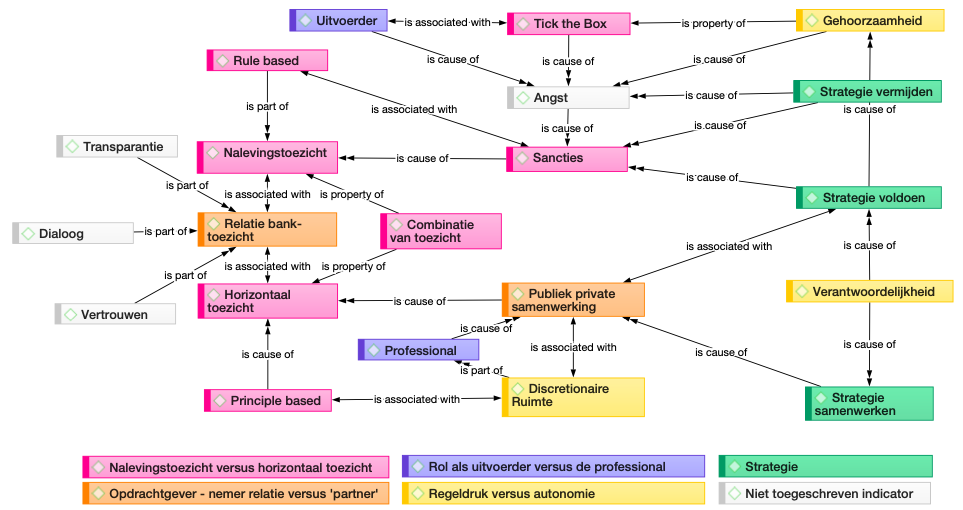 Uitvoerder
is associated with
Tick the Box
is property of
Gehoorzaamheid
Rule based
is cause of
is cause of
is cause of
Strategie vermijden
Angst
is cause of
is part of
is associated with
is cause of
is cause of
is cause of
Transparantie
Nalevingstoezicht
is cause of
Sancties
is cause of
is part of
is associated with
is property of
Strategie voldoen
Dialoog
is part of
Relatie bank-
toezicht
Combinatie
van toezicht
is associated with
is cause of
is part of
is associated with
is property of
Vertrouwen
Horizontaal
toezicht
is cause of
Publiek private
samenwerking
Verantwoordelijkheid
is cause of
is cause of
Professional
is associated with
is cause of
is cause of
is part of
Principle based
is associated with
Discretionaire
Ruimte
Strategie
samenwerken
Nalevingstoezicht versus horizontaal toezicht
Rol als uitvoerder versus de professional
Strategie
Opdrachtgever - nemer relatie versus 'partner'
Regeldruk versus autonomie
Niet toegeschreven indicator